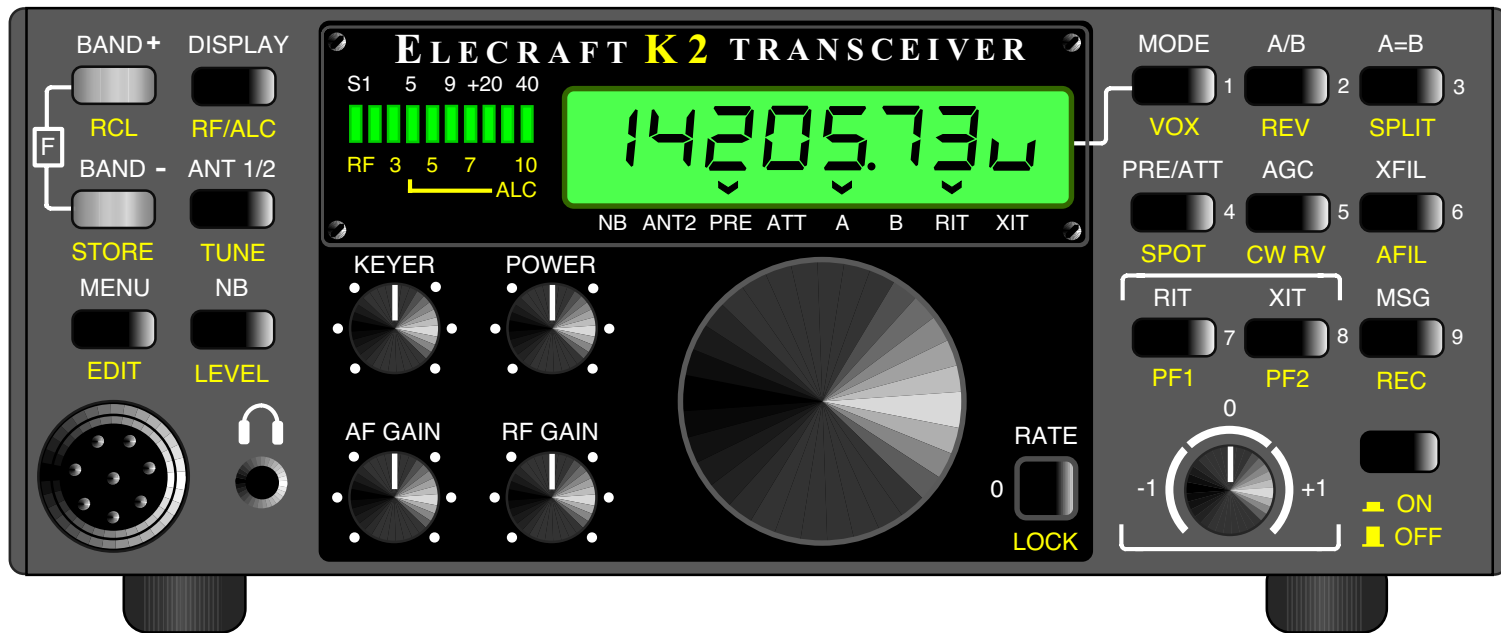 ELECRAFT K2 TRANSCEIVER
BAND+ DISPLAY
RCL RF/ALC
F
BAND - ANT 1/2
STORE TUNE
MENU NB
EDIT LEVEL
S1 5 9 +20 40
RF 3 5 7 10
ALC
14205.73u
NB ANT2 PRE ATT A B RIT XIT
KEYER POWER
AF GAIN RF GAIN
RATE
0
LOCK
MODE A/B A=B
1 2 3
VOX REV SPLIT
PRE/ATT AGC XFIL
4 5 6
SPOT CW RV AFIL
RIT XIT MSG
7 8 9
PF1 PF2 REC
0
-1 +1
ON
OFF